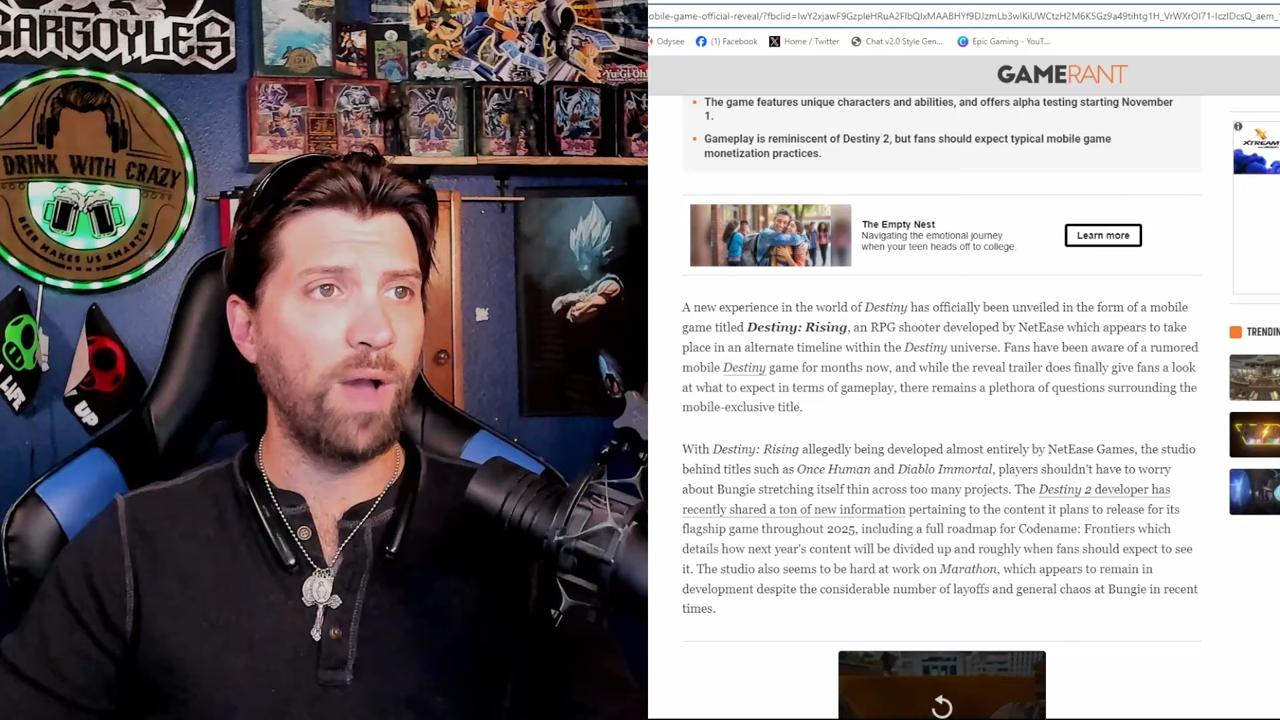 GARGOYLES
Yu-Gi-Oh!
DRINK WITH CRAZY
BEER MAKES US SMARTER
LIFT
UP
obile-game-official-reveal/?fbclid=IwY2xjawF9GzpleHRuA2FlbQIxMAABHYf9DJzmLb3wIKiUWCtzH2M6K5Gz9a49tihtg1H_VrWXrOl71-IczIDcsQ_aem_
Odysee
(1) Facebook
Home / Twitter
Chat v2.0 Style Gen...
Epic Gaming - YouT...
GAMERANT
The game features unique characters and abilities, and offers alpha testing starting November
1.
Gameplay is reminiscent of Destiny 2, but fans should expect typical mobile game
monetization practices.
XTREAM
The Empty Nest
Navigating the emotional journey
when your teen heads off to college.
Learn more
A new experience in the world of Destiny has officially been unveiled in the form of a mobile
game titled Destiny: Rising, an RPG shooter developed by NetEase which appears to take
place in an alternate timeline within the Destiny universe. Fans have been aware of a rumored
mobile Destiny game for months now, and while the reveal trailer does finally give fans a look
at what to expect in terms of gameplay, there remains a plethora of questions surrounding the
mobile-exclusive title.
TRENDIN
With Destiny: Rising allegedly being developed almost entirely by NetEase Games, the studio
behind titles such as Once Human and Diablo Immortal, players shouldn't have to worry
about Bungie stretching itself thin across too many projects. The Destiny 2 developer has
recently shared a ton of new information pertaining to the content it plans to release for its
flagship game throughout 2025, including a full roadmap for Codename: Frontiers which
details how next year's content will be divided up and roughly when fans should expect to see
it. The studio also seems to be hard at work on Marathon, which appears to remain in
development despite the considerable number of layoffs and general chaos at Bungie in recent
times.